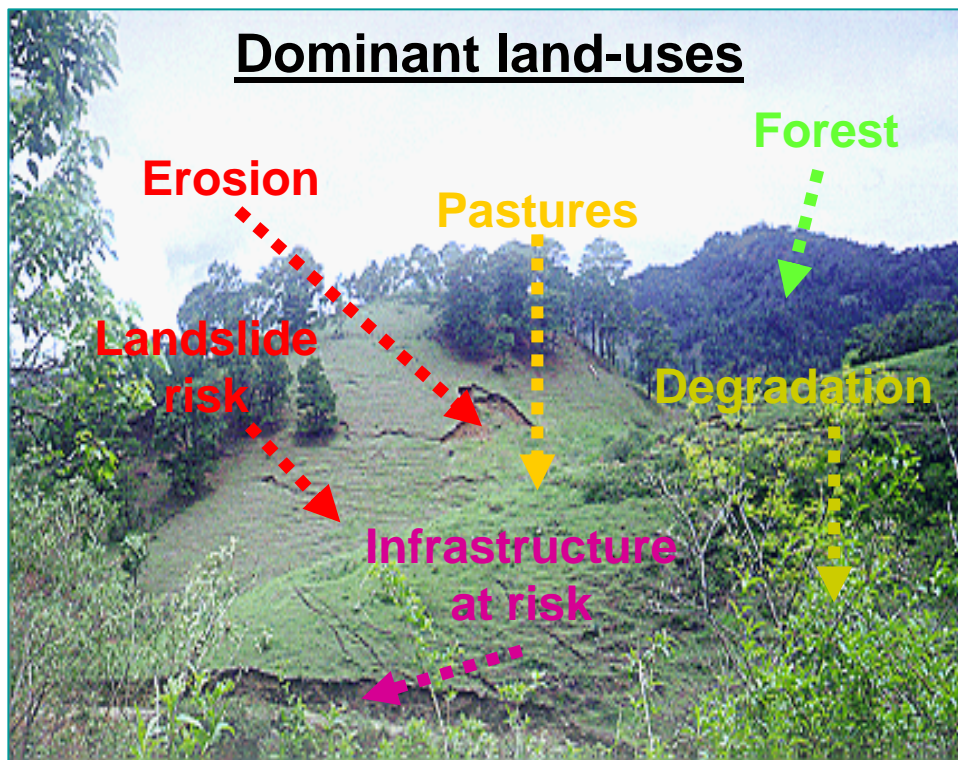 Dominant land-uses
Forest
Erosion
Pastures
Landslide
risk
Degradation
Infrastructure
at risk